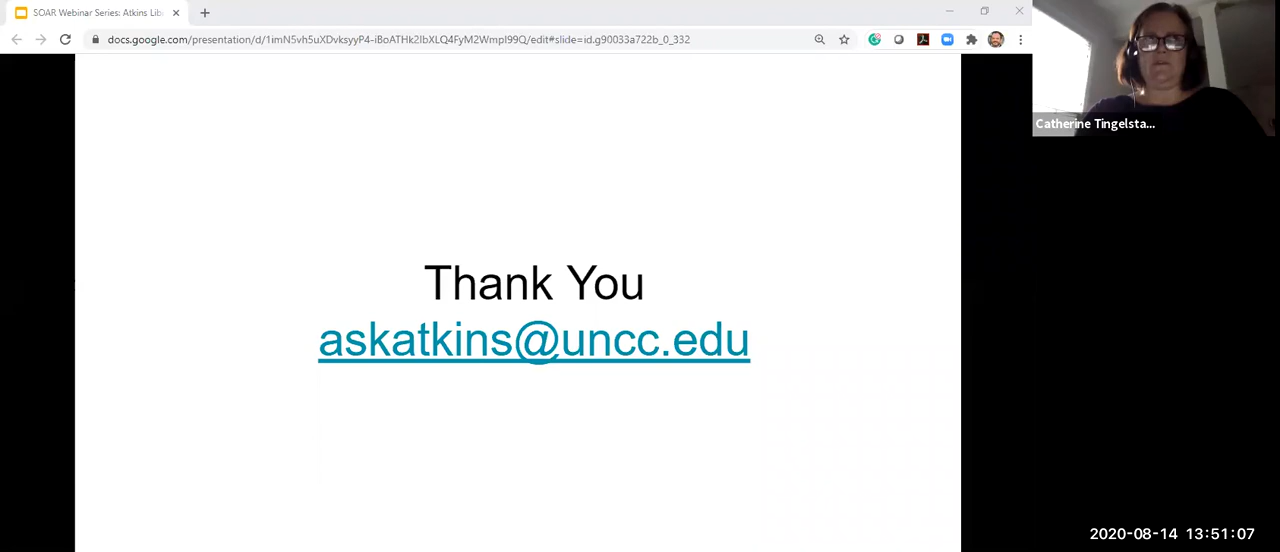 SOAR Webinar Series: Atkins Lib
docs.google.com/presentation/d/1imN5vh5uXDvksyyP4-iBoATHk2IbXLQ4FyM2WmpI99Q/edit#slide=id.g90033a722b_0_332
Catherine Tingelsta...
Thank You
askatkins@uncc.edu
2020-08-14 13:51:07